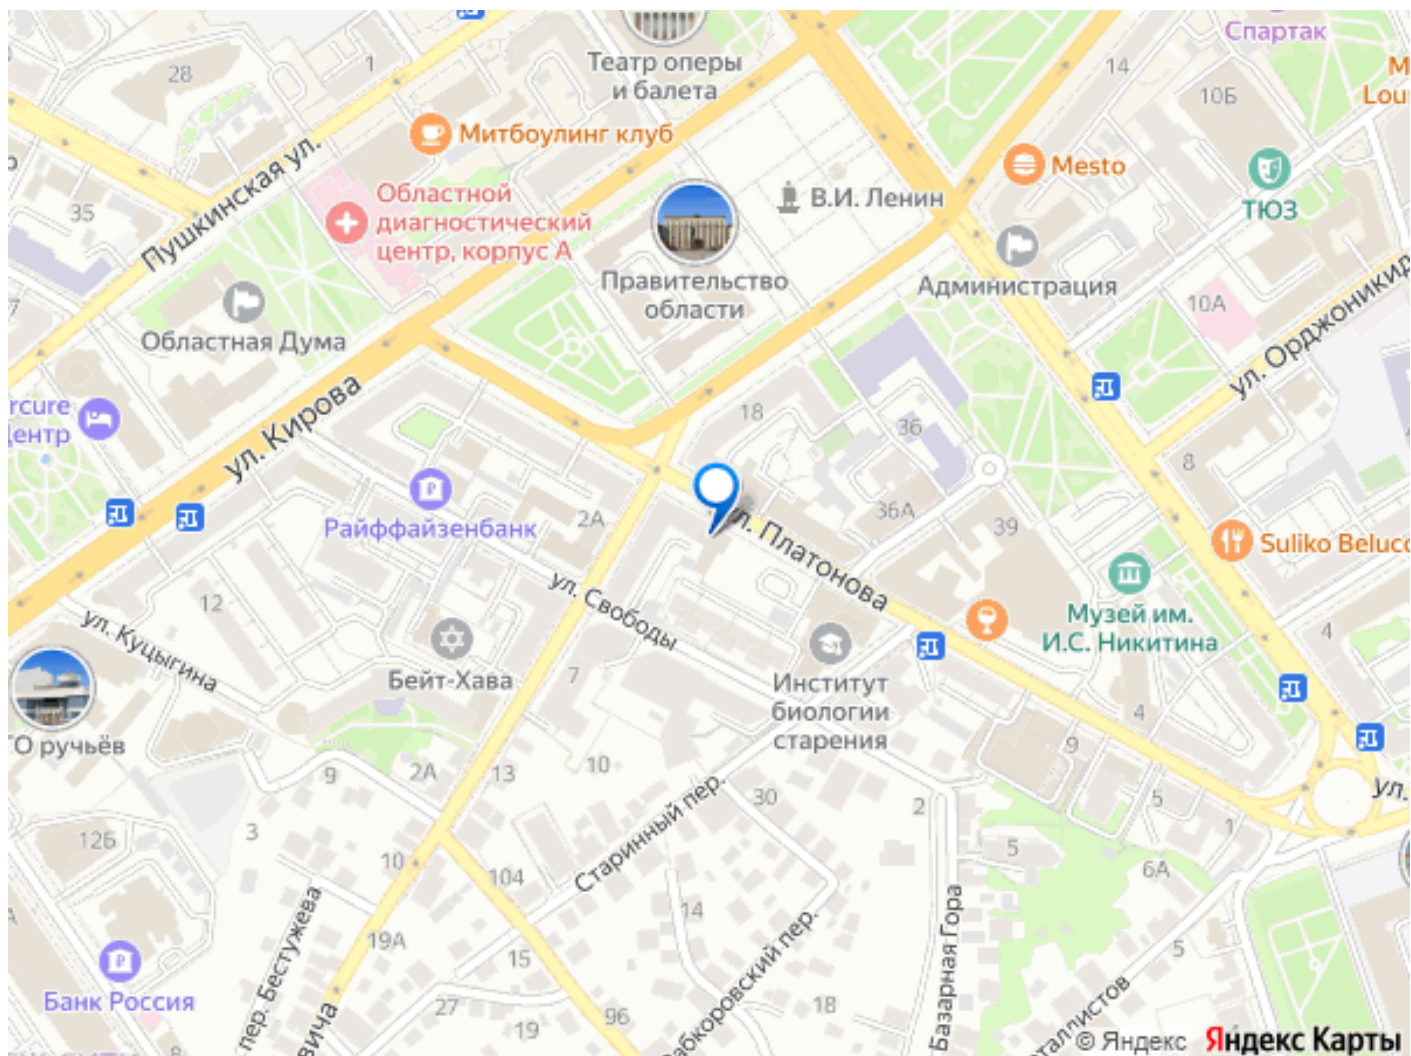 Спартак
Театр оперы
и балета
28
1
14
10Б
Митбоулинг клуб
Mesto
Пушкинская ул.
35
Областной
диагностический
центр, корпус А
В.И. Ленин
ТЮЗ
Правительство
области
Администрация
10А
Областная Дума
ул. Кирова
18
36
8
Райффайзенбанк
2А
36А
39
ул. Платонова
Suliko
12
ул. Куцыгина
ул. Свободы
Музей им.
И.С. Никитина
4
Бейт-Хава
7
Институт
биологии
старения
4
9
9
2А
13
10
30
2
5
1
ул.
3
12Б
10
104
Старинный пер.
5
6А
14
19А
15
5
пер. Бестужева
Базарная Гора
Банк Россия
27
19
96
18
8
© Яндекс
Яндекс Карты